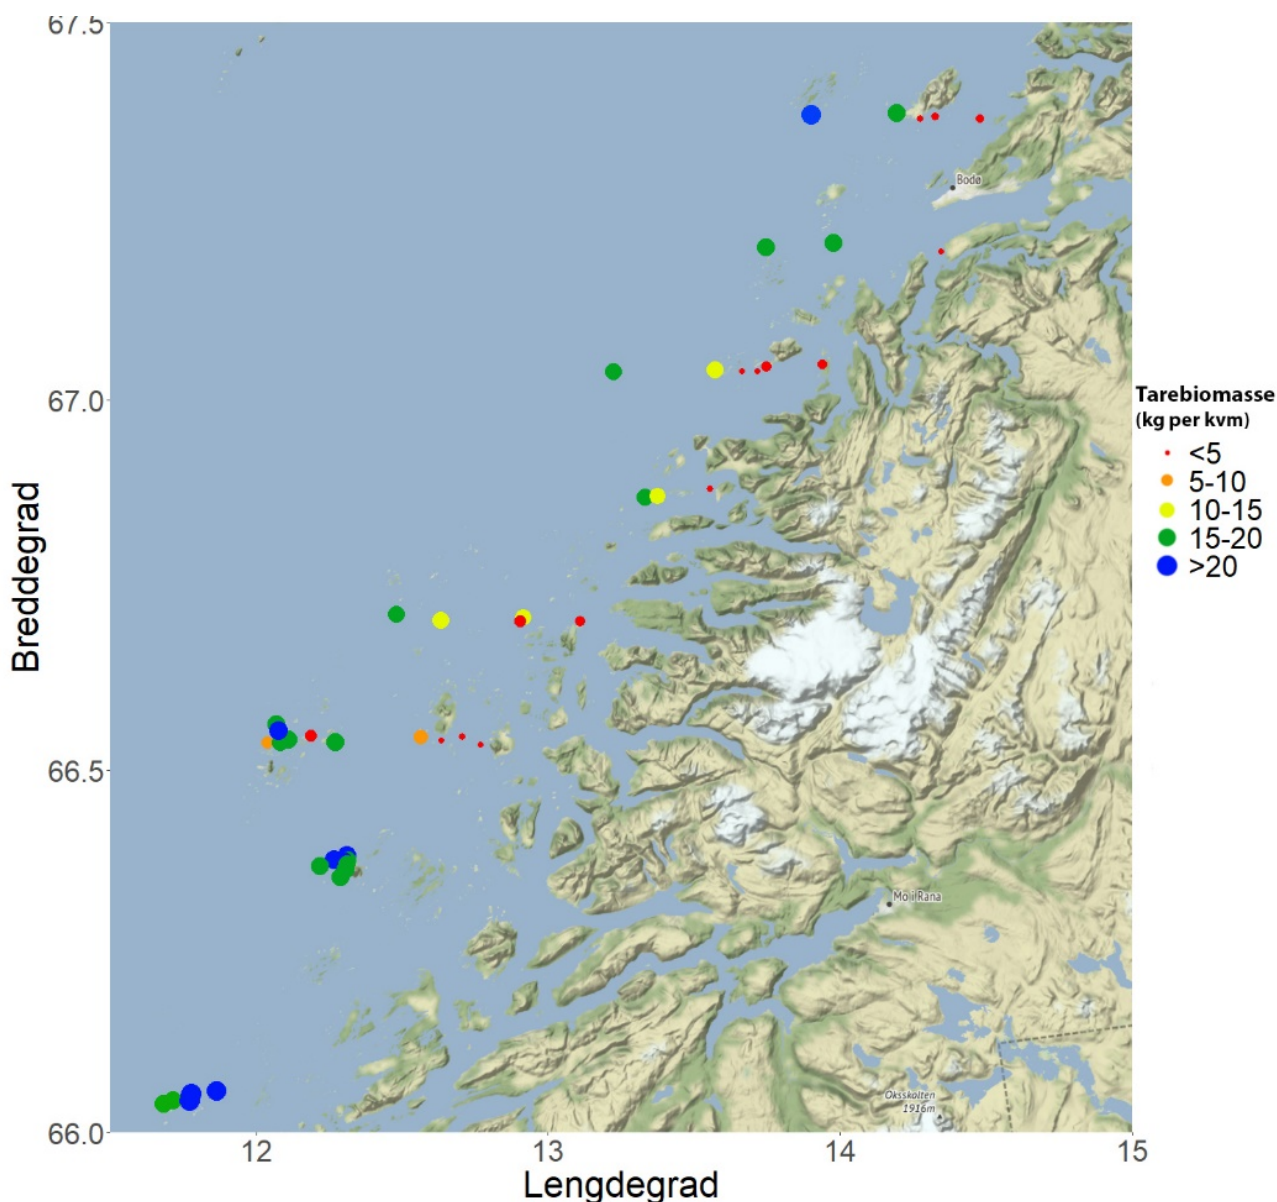 67.5
67.0
66.5
66.0
Breddegrad
12
13
14
15
Lengdegrad
Bodø
Mo i Rana
Oksskolten
1916m
Tarebiomasse
(kg per kvm)
<5
5-10
10-15
15-20
>20